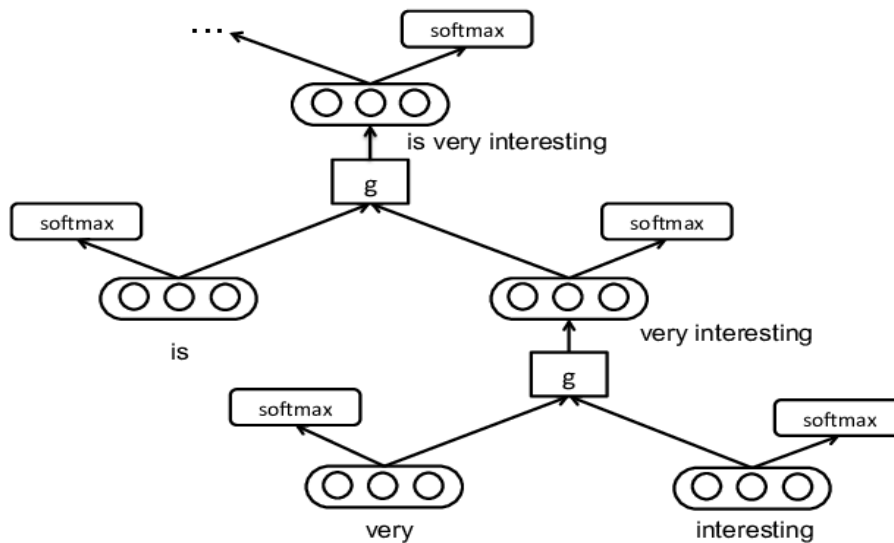 ...
softmax
is very interesting
g
softmax
softmax
is
very interesting
g
softmax
softmax
very
interesting